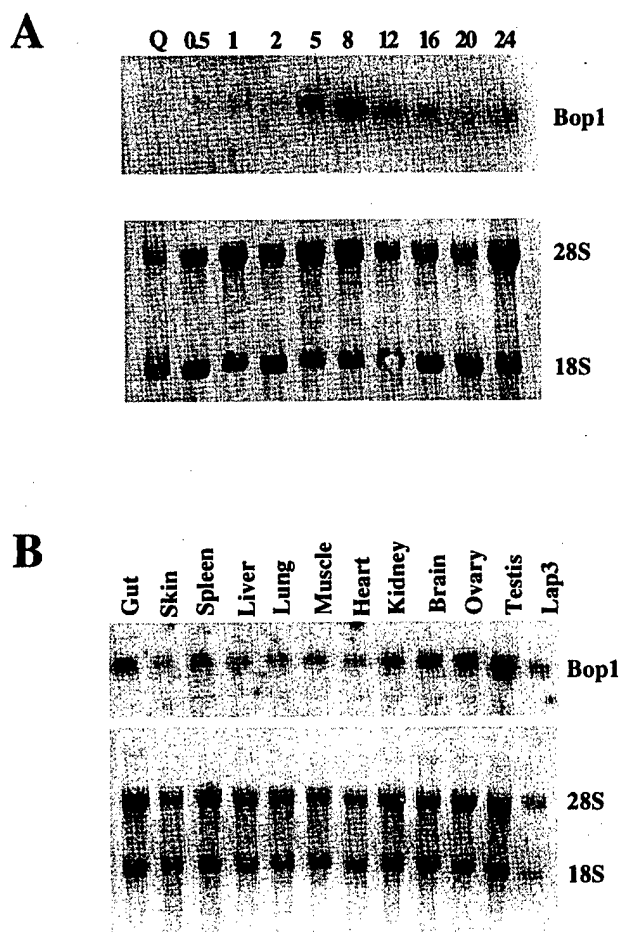 A
Q 0.5 1 2 5 8 12 16 20 24
Bop1
28S
18S
B
Gut Skin Spleen Liver Lung Muscle Heart Kidney Brain Ovary Testis Lap3
Bop1
28S
18S